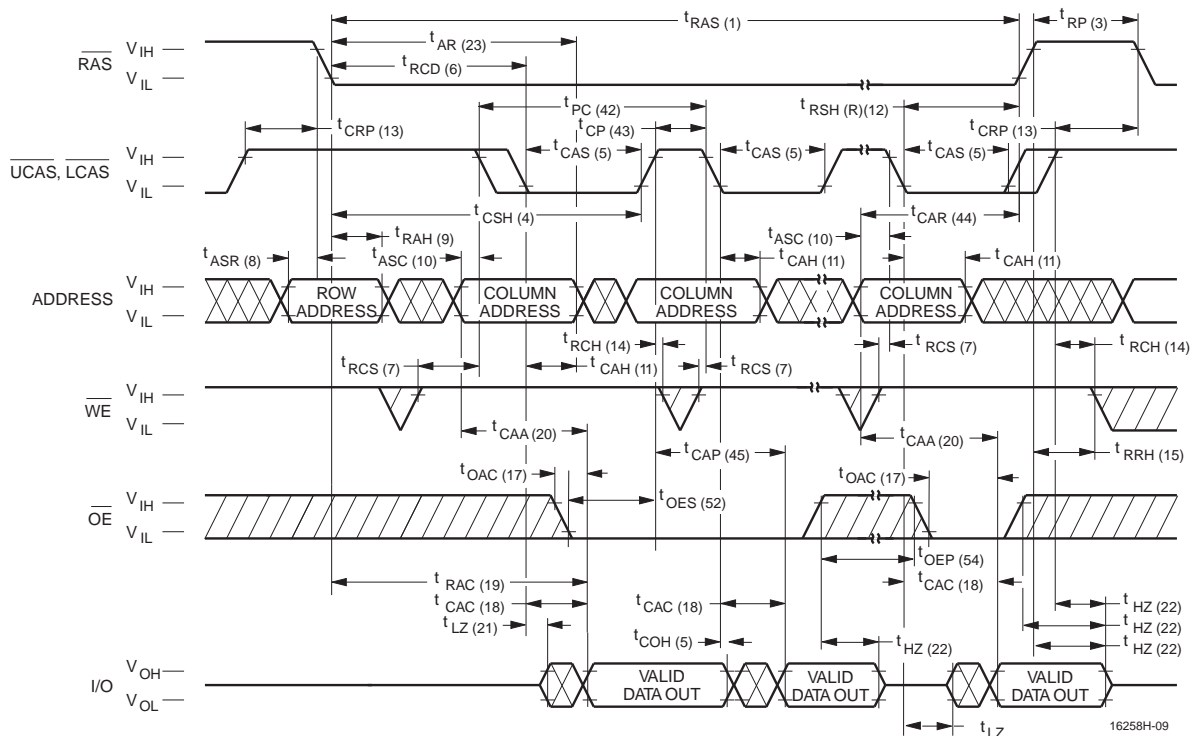 t RAS (1)
t RP (3)
t AR (23)
RAS
V IH
V IL
t RCD (6)
t PC (42)
t RSH (R)(12)
t CRP (13)
t CP (43)
t CRP (13)
UCAS, LCAS
V IH
V IL
t CAS (5)
t CAS (5)
t CAS (5)
t CSH (4)
t CAR (44)
t RAH (9)
t ASC (10)
t ASR (8)
t ASC (10)
t CAH (11)
t CAH (11)
ADDRESS
V IH
V IL
ROW ADDRESS
COLUMN ADDRESS
COLUMN ADDRESS
COLUMN ADDRESS
t RCH (14)
t RCS (7)
t RCH (14)
t RCS (7)
t CAH (11)
t RCS (7)
WE
V IH
V IL
t CAA (20)
t CAA (20)
t CAP (45)
t RRH (15)
t OAC (17)
t OAC (17)
OE
V IH
V IL
t OES (52)
t OEP (54)
t RAC (19)
t CAC (18)
t CAC (18)
t CAC (18)
t HZ (22)
t LZ (21)
t HZ (22)
t COH (5)
t HZ (22)
t HZ (22)
I/O
V OH
V OL
VALID DATA OUT
VALID DATA OUT
VALID DATA OUT
t LZ
16258H-09